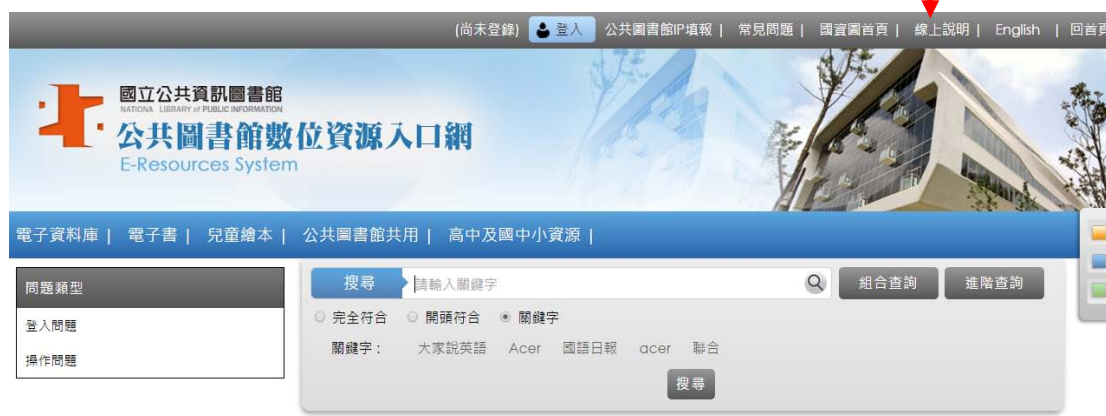 (尚未登錄) 登入 公共圖書館IP填報 | 常見問題 | 國資圖首頁 | 線上說明 | English | 回首頁
國立公共資訊圖書館
NATIONAL LIBRARY of PUBLIC INFORMATION
公共圖書館數位資源入口網
E-Resources System
電子資料庫 | 電子書 | 兒童繪本 | 公共圖書館共用 | 高中及國中小資源 |
問題類型
登入問題
操作問題
搜尋 請輸入關鍵字 組合查詢 進階查詢
完全符合 開頭符合 關鍵字
關鍵字： 大家說英語 Acer 國語日報 acer 聯合
搜尋